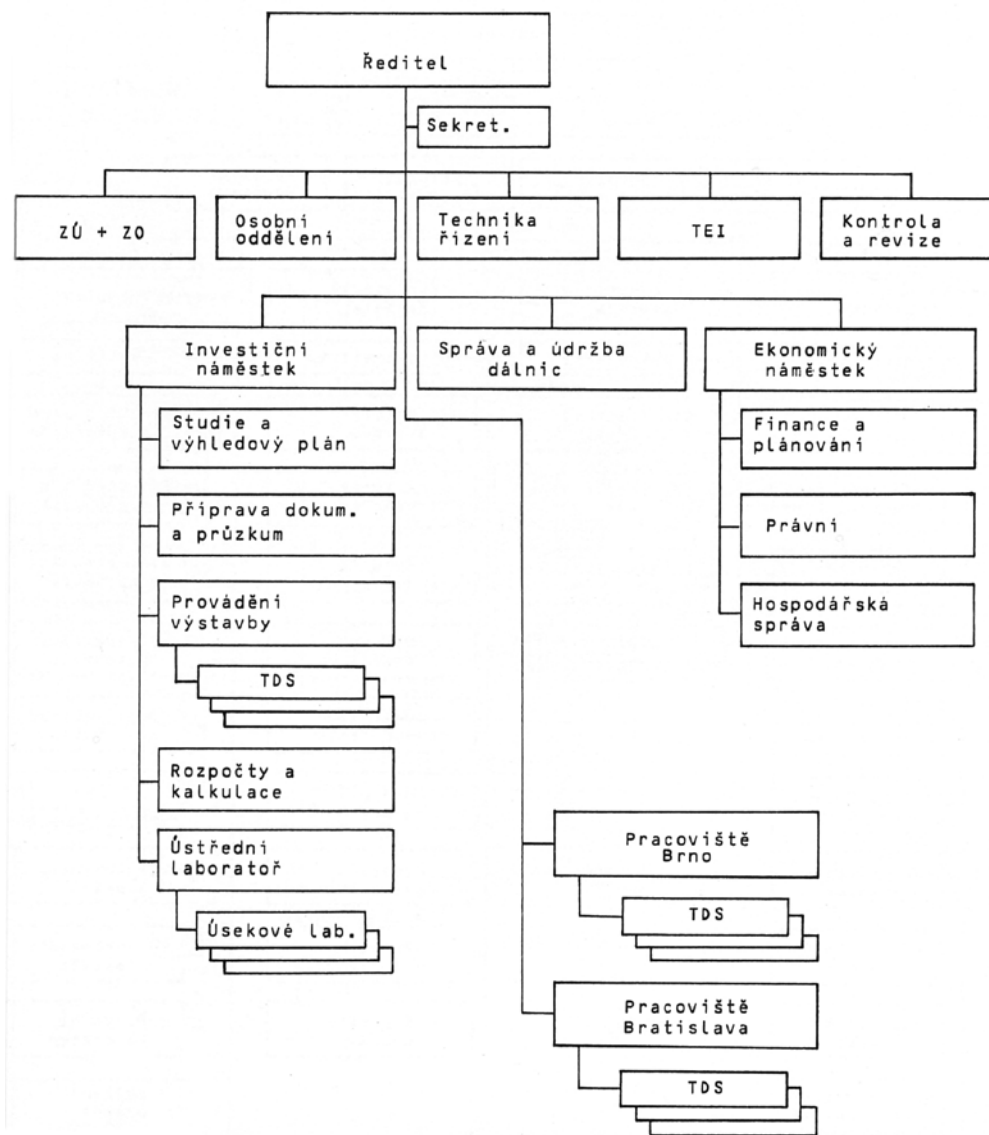 Ředitel
Sekret.
ZÚ + ZO
Osobní
oddělení
Technika
řízení
TEI
Kontrola
a revize
Investiční
náměstek
Správa a údržba
dálnic
Ekonomický
náměstek
Studie a
výhledový plán
Finance a
plánování
Příprava dokum.
a průzkum
Právní
Provádění
výstavby
Hospodářská
správa
TDS
Rozpočty a
kalkulace
Ústřední
laboratoř
Úsekové lab.
Pracoviště
Brno
TDS
Pracoviště
Bratislava
TDS